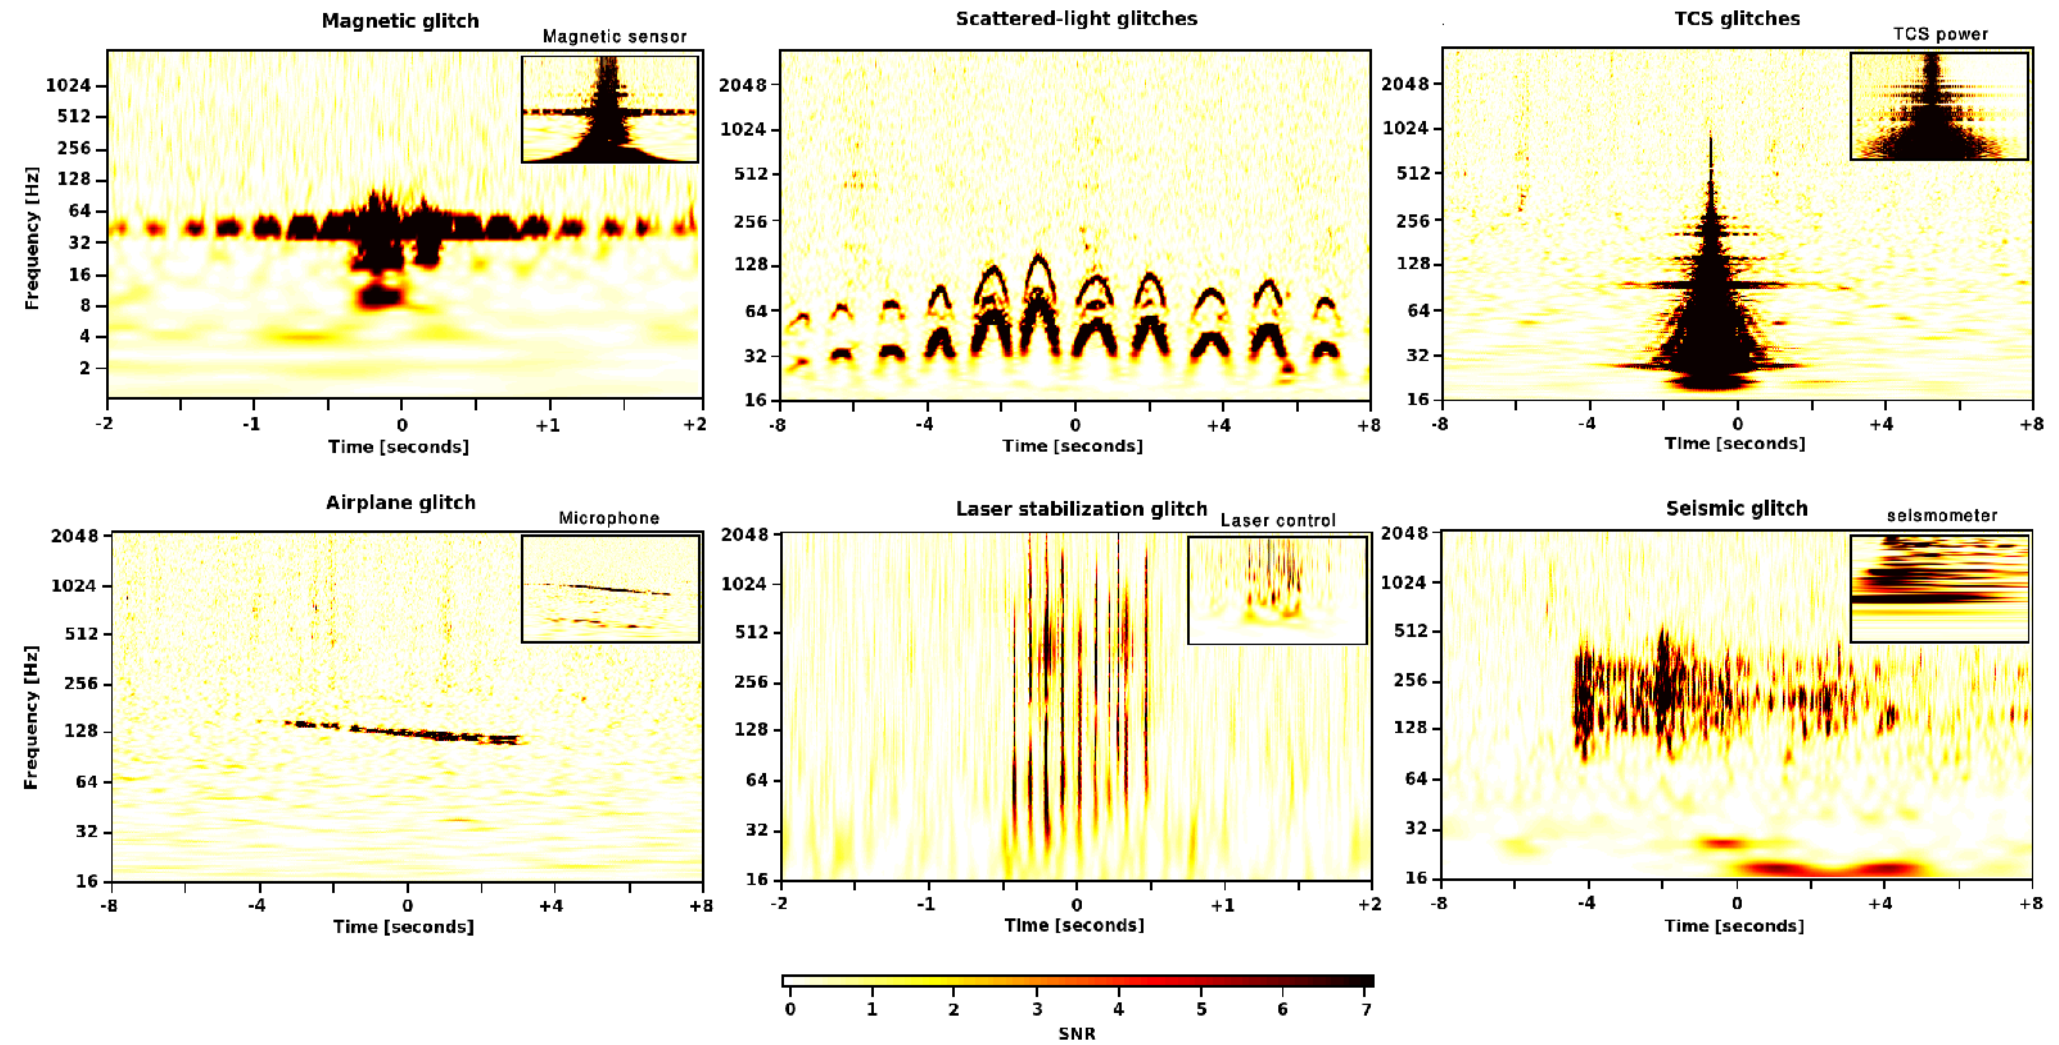 Magnetic glitch
Magnetic sensor
Frequency [Hz]
1024
512
256
128
64
32
16
8
4
2
-2 -1 0 +1 +2
Time [seconds]
Scattered-light glitches
2048
1024
512
256
128
64
32
16
-8 -4 0 +4 +8
Time [seconds]
TCS glitches
TCS power
2048
1024
512
256
128
64
32
16
-8 -4 0 +4 +8
Time [seconds]
Airplane glitch
Microphone
Frequency [Hz]
2048
1024
512
256
128
64
32
16
-8 -4 0 +4 +8
Time [seconds]
Laser stabilization glitch
Laser control
2048
1024
512
256
128
64
32
16
-2 -1 0 +1 +2
Time [seconds]
Seismic glitch
seismometer
2048
1024
512
256
128
64
32
16
-8 -4 0 +4 +8
Time [seconds]
0 1 2 3 4 5 6 7
SNR